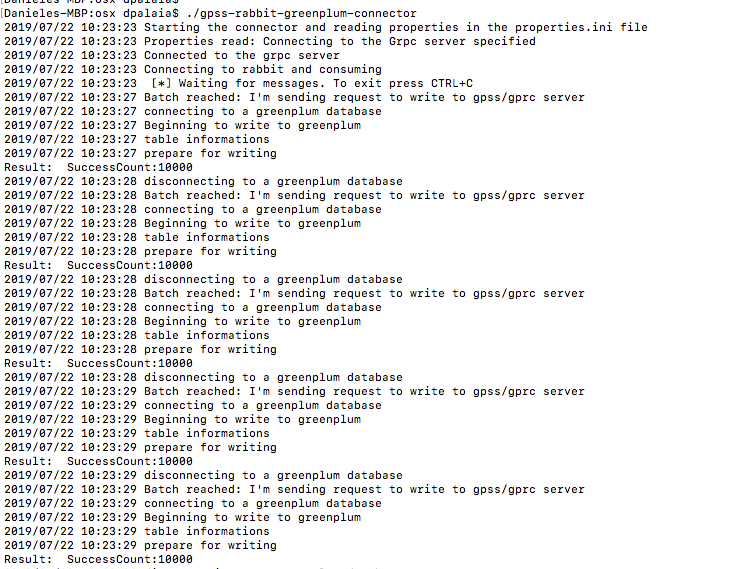 [Danieles-MBP:osx dpalaia$ ./gpss-rabbit-greenplum-connector
2019/07/22 10:23:23 Starting the connector and reading properties in the properties.ini file
2019/07/22 10:23:23 Properties read: Connecting to the Grpc server specified
2019/07/22 10:23:23 Connected to the grpc server
2019/07/22 10:23:23 Connecting to rabbit and consuming
2019/07/22 10:23:23  [*] Waiting for messages. To exit press CTRL+C
2019/07/22 10:23:27 Batch reached: I'm sending request to write to gpss/gprc server
2019/07/22 10:23:27 connecting to a greenplum database
2019/07/22 10:23:27 Beginning to write to greenplum
2019/07/22 10:23:27 table informations
2019/07/22 10:23:27 prepare for writing
Result:  SuccessCount:10000
2019/07/22 10:23:28 disconnecting to a greenplum database
2019/07/22 10:23:28 Batch reached: I'm sending request to write to gpss/gprc server
2019/07/22 10:23:28 connecting to a greenplum database
2019/07/22 10:23:28 Beginning to write to greenplum
2019/07/22 10:23:28 table informations
2019/07/22 10:23:28 prepare for writing
Result:  SuccessCount:10000
2019/07/22 10:23:28 disconnecting to a greenplum database
2019/07/22 10:23:28 Batch reached: I'm sending request to write to gpss/gprc server
2019/07/22 10:23:28 connecting to a greenplum database
2019/07/22 10:23:28 Beginning to write to greenplum
2019/07/22 10:23:28 table informations
2019/07/22 10:23:28 prepare for writing
Result:  SuccessCount:10000
2019/07/22 10:23:28 disconnecting to a greenplum database
2019/07/22 10:23:29 Batch reached: I'm sending request to write to gpss/gprc server
2019/07/22 10:23:29 connecting to a greenplum database
2019/07/22 10:23:29 Beginning to write to greenplum
2019/07/22 10:23:29 table informations
2019/07/22 10:23:29 prepare for writing
Result:  SuccessCount:10000
2019/07/22 10:23:29 disconnecting to a greenplum database
2019/07/22 10:23:29 Batch reached: I'm sending request to write to gpss/gprc server
2019/07/22 10:23:29 connecting to a greenplum database
2019/07/22 10:23:29 Beginning to write to greenplum
2019/07/22 10:23:29 table informations
2019/07/22 10:23:29 prepare for writing
Result:  SuccessCount:10000